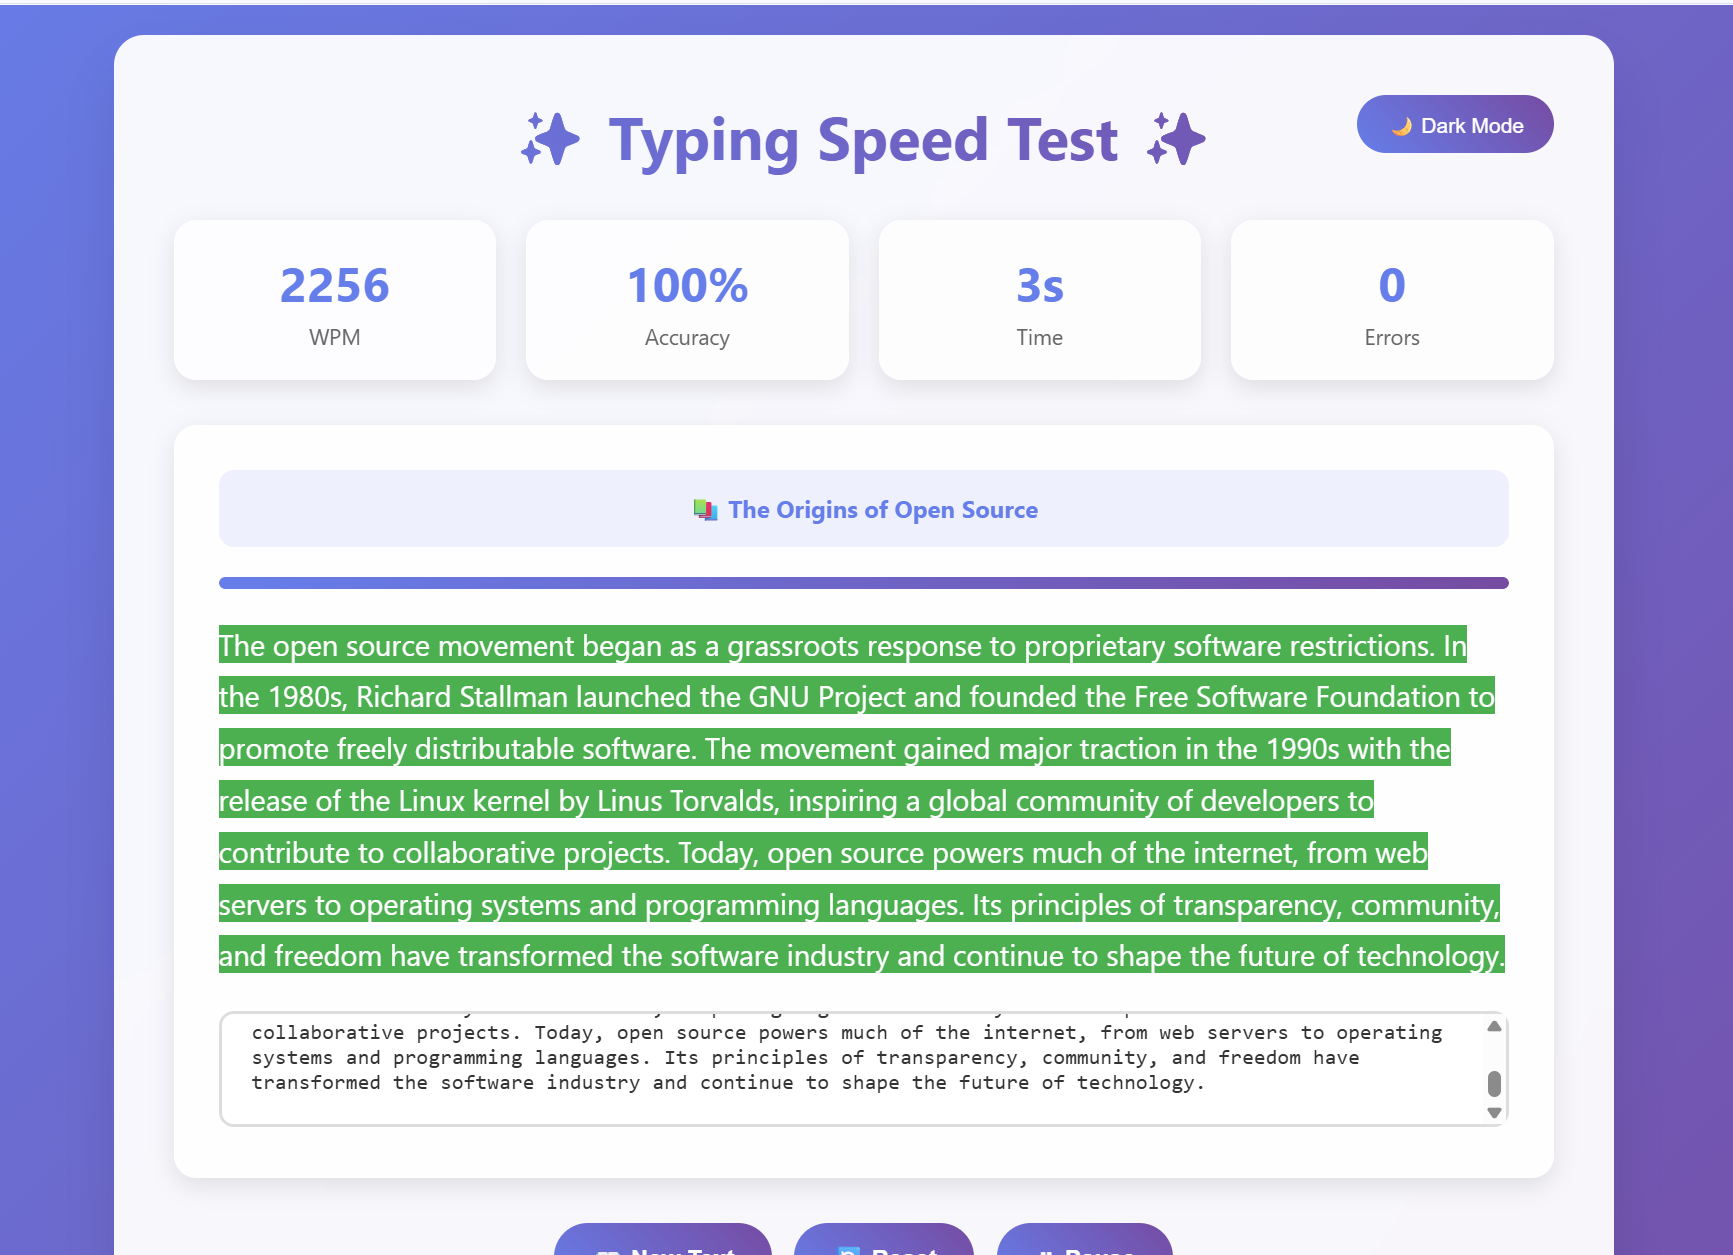 Typing Speed Test
Dark Mode
2256
WPM
100%
Accuracy
3s
Time
0
Errors
The Origins of Open Source
The open source movement began as a grassroots response to proprietary software restrictions. In
the 1980s, Richard Stallman launched the GNU Project and founded the Free Software Foundation to
promote freely distributable software. The movement gained major traction in the 1990s with the
release of the Linux kernel by Linus Torvalds, inspiring a global community of developers to
contribute to collaborative projects. Today, open source powers much of the internet, from web
servers to operating systems and programming languages. Its principles of transparency, community,
and freedom have transformed the software industry and continue to shape the future of technology.
collaborative projects. Today, open source powers much of the internet, from web servers to operating
systems and programming languages. Its principles of transparency, community, and freedom have
transformed the software industry and continue to shape the future of technology.
New Text
Reset
Pause